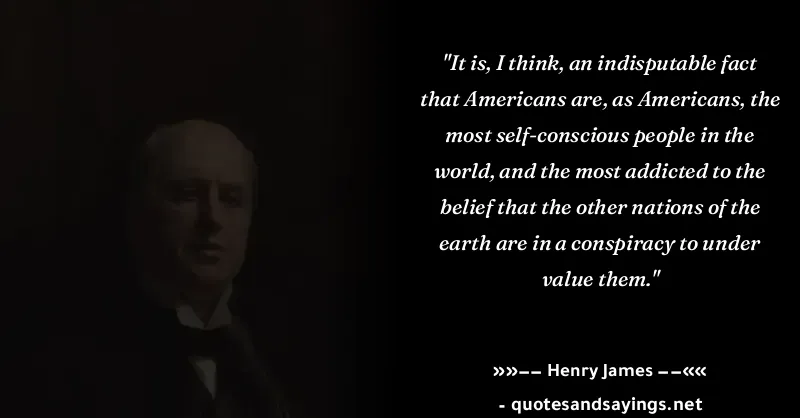 "It is, I think, an indisputable fact
that Americans are, as Americans, the
most self-conscious people in the
world, and the most addicted to the
belief that the other nations of the
earth are in a conspiracy to under
value them."
»»–– Henry James ––««
- quotesandsayings.net